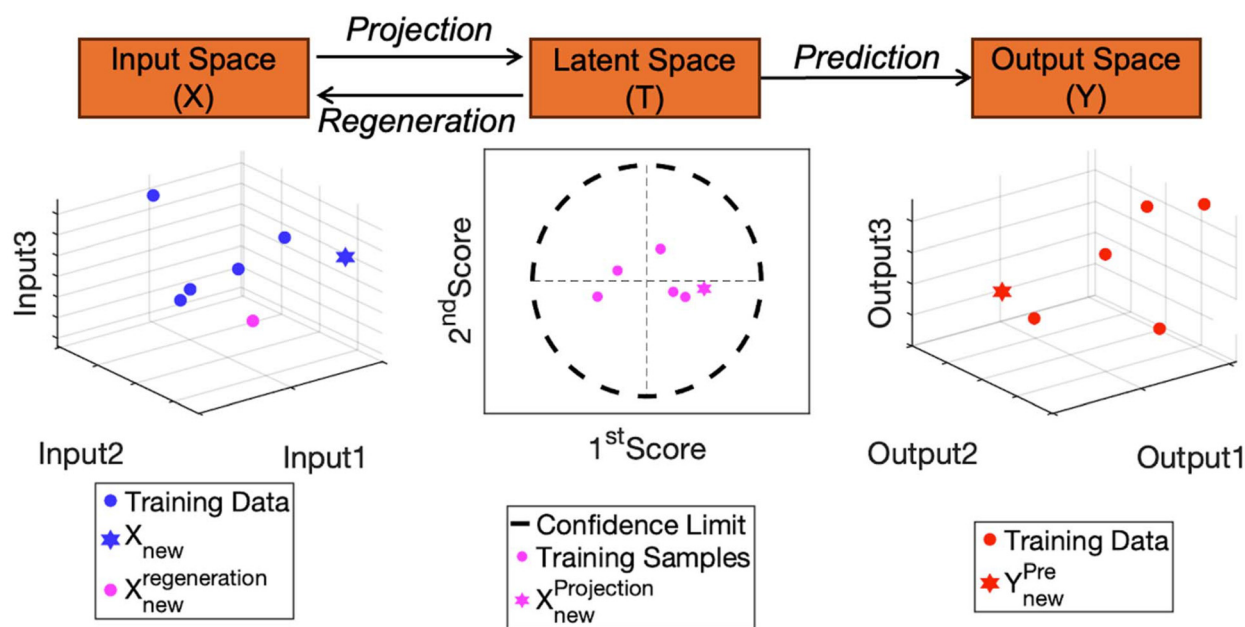 Projection
Input Space
(X)
Latent Space
(T)
Prediction
Output Space
(Y)
Regeneration
Input3
Input2
Input1
2ndScore
1stScore
Output3
Output2
Output1
Training Data
Xnew
Xnewregeneration
Confidence Limit
Training Samples
XnewProjection
Training Data
YnewPre